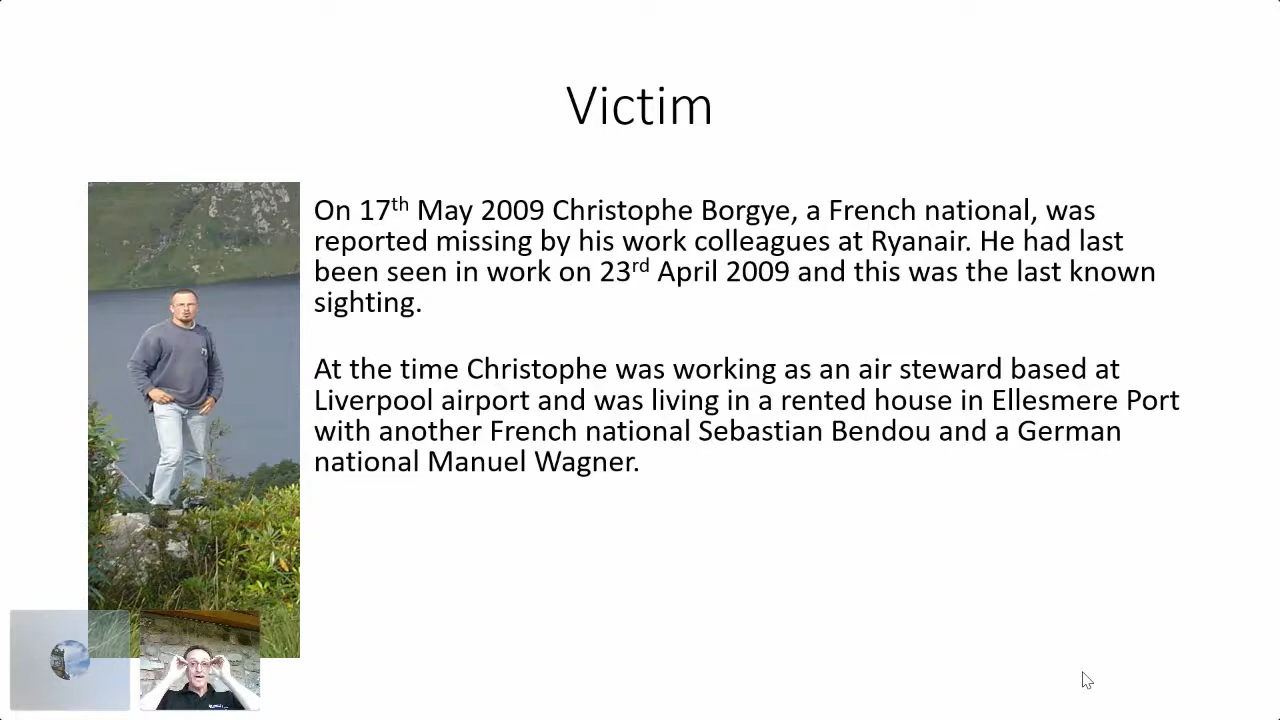 Victim
On 17th May 2009 Christophe Borgye, a French national, was
reported missing by his work colleagues at Ryanair. He had last
been seen in work on 23rd April 2009 and this was the last known
sighting.
At the time Christophe was working as an air steward based at
Liverpool airport and was living in a rented house in Ellesmere Port
with another French national Sebastian Bendou and a German
national Manuel Wagner.